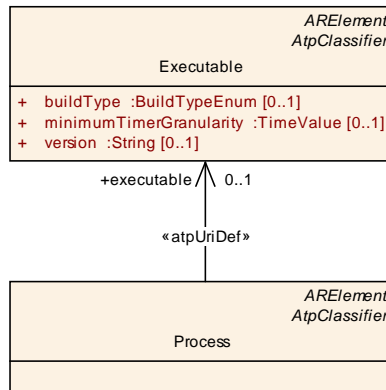 ARElement
AtpClassifier
Executable
+ buildType :BuildTypeEnum [0..1]
+ minimumTimerGranularity :TimeValue [0..1]
+ version :String [0..1]
+executable 0..1
«atpUriDef»
ARElement
AtpClassifier
Process